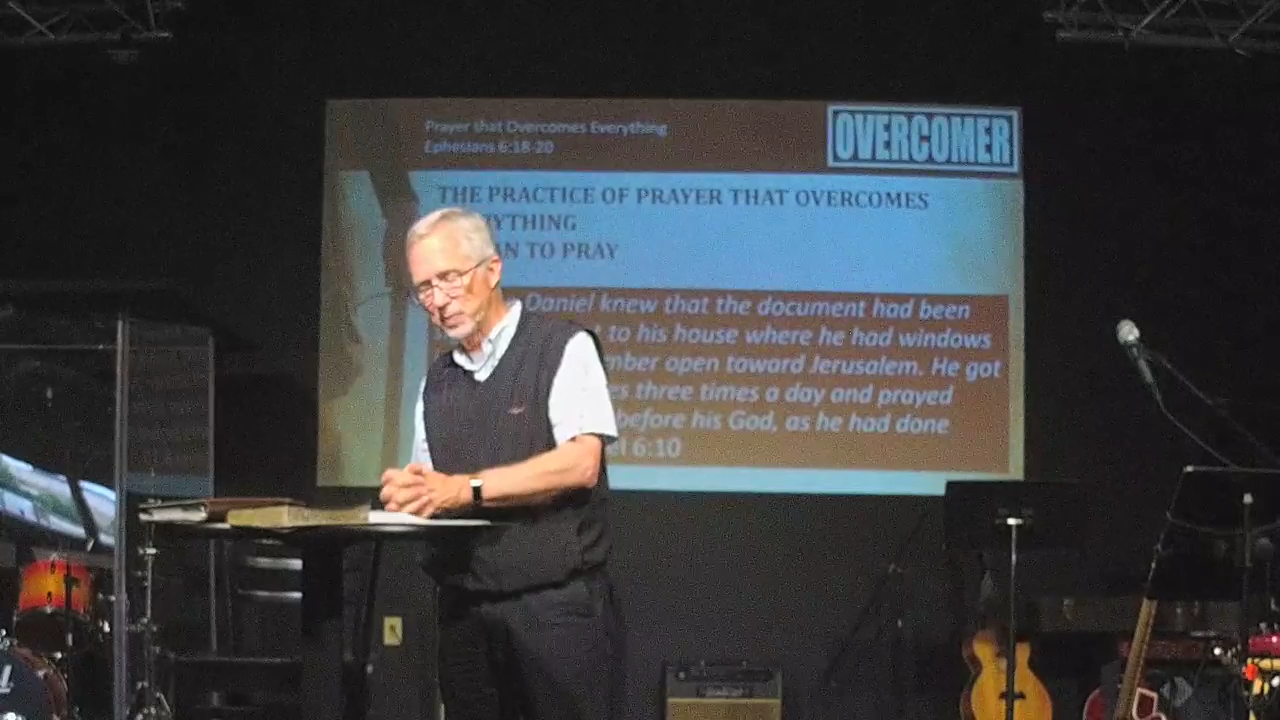 Prayer that Overcomes Everything
Ephesians 6:18-20
OVERCOMER
THE PRACTICE OF PRAYER THAT OVERCOMES
YTHING
TO PRAY
Daniel knew that the document had been
to his house where he had windows
mber open toward Jerusalem. He got
es three times a day and prayed
before his God, as he had done
el 6:10